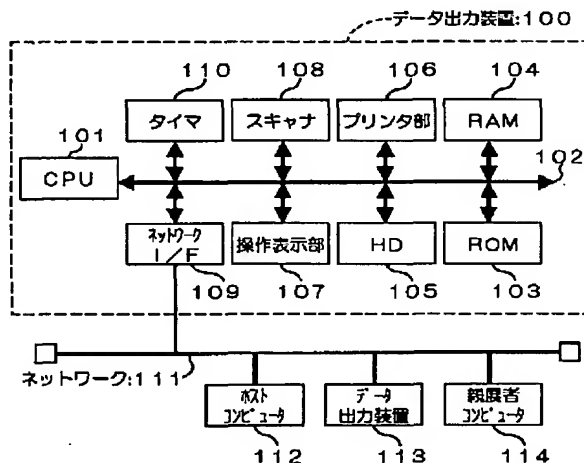 データ出力装置:100
110
108
106
104
タイマ
スキャナ
プリンタ部
RAM
101
CPU
102
ネットワーク
I/F
操作表示部
HD
ROM
109
107
105
103
ネットワーク:111
ホスト
コンピュータ
データ
出力装置
親展者
コンピュータ
112
113
114